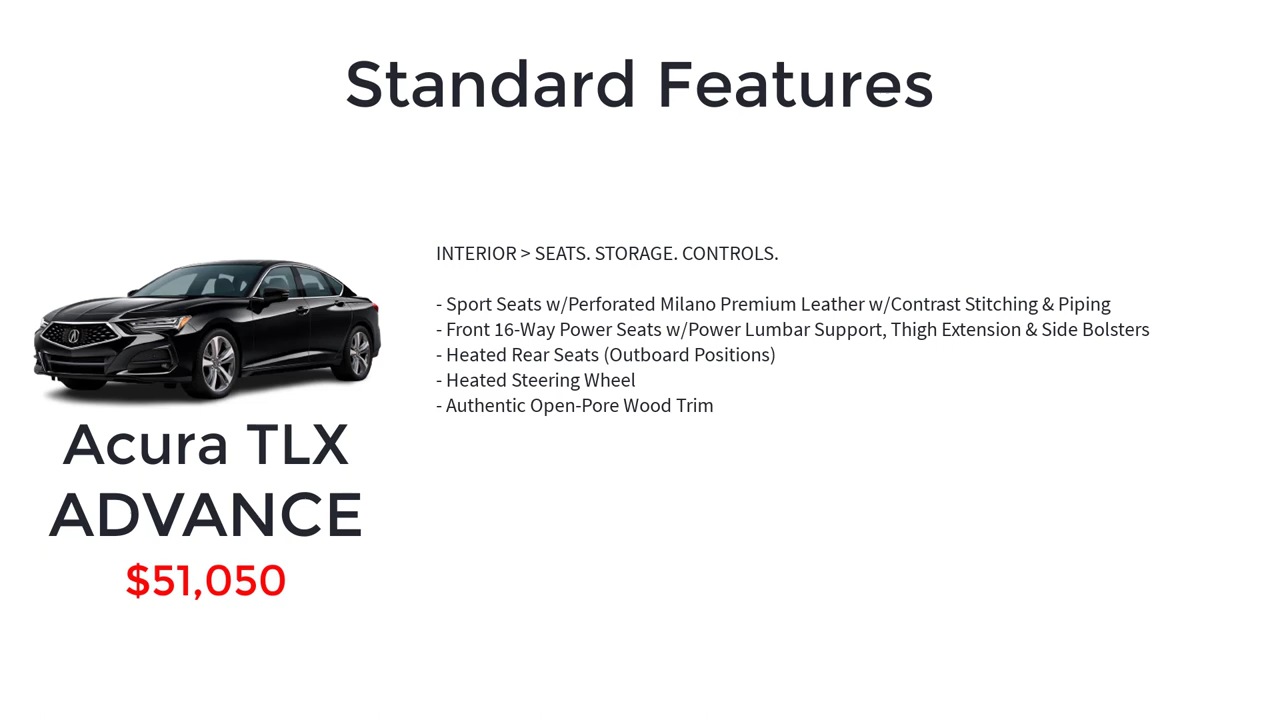 Standard Features
INTERIOR > SEATS. STORAGE. CONTROLS.
- Sport Seats w/Perforated Milano Premium Leather w/Contrast Stitching & Piping
- Front 16-Way Power Seats w/Power Lumbar Support, Thigh Extension & Side Bolsters
- Heated Rear Seats (Outboard Positions)
- Heated Steering Wheel
- Authentic Open-Pore Wood Trim
Acura TLX
ADVANCE
$51,050